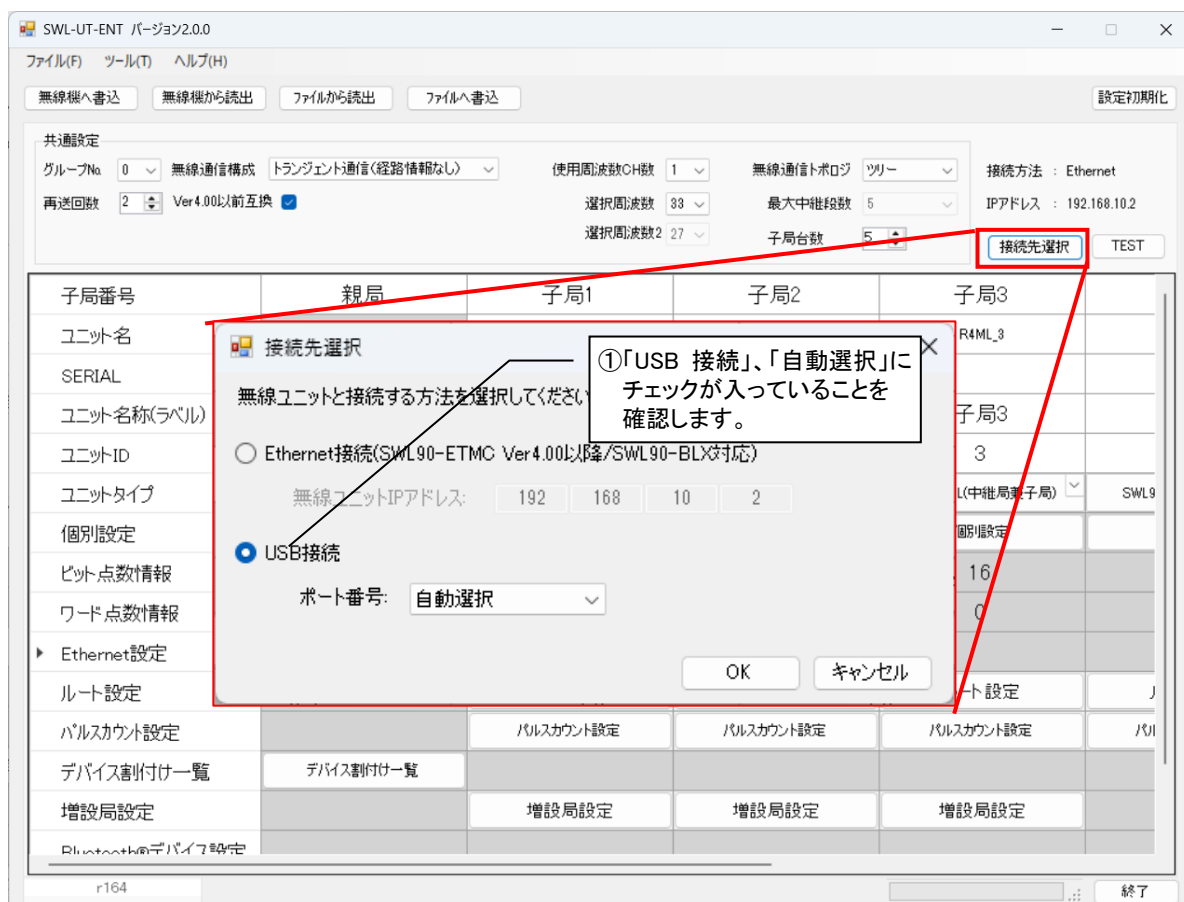 SWL-UT-ENT バージョン2.0.0
ファイル(F) ツール(T) ヘルプ(H)
無線機へ書込 無線機から読出 ファイルから読出 ファイルへ書込 設定初期化
共通設定
グループNo. 0 無線通信構成 トランジェント通信(経路情報なし) 使用周波数CH数 1 無線通信トポロジ ツリー 接続方法 : Ethernet
再送回数 2 Ver4.00以前互換 選択周波数 33 最大中継段数 5 IPアドレス : 192.168.10.2
選択周波数2 27 子局台数 5 接続先選択 TEST
子局番号 親局 子局1 子局2 子局3
ユニット名 R4ML_3
SERIAL
ユニット名称(ラベル) 子局3
ユニットID 3
ユニットタイプ L(中継局兼子局) SWL9
個別設定 個別設定
ビット点数情報 16
ワード点数情報 0
Ethernet設定
ルート設定 ート設定
パルスカウント設定 パルスカウント設定 パルスカウント設定 パルスカウント設定
デバイス割付け一覧 デバイス割付け一覧
増設局設定 増設局設定 増設局設定 増設局設定
Bluetooth®デバイス設定
接続先選択
無線ユニットと接続する方法を選択してください
Ethernet接続(SWL90-ETMC Ver4.00以降/SWL90-BLX対応)
無線ユニットIPアドレス: 192 168 10 2
USB接続
ポート番号: 自動選択
OK キャンセル
①「USB 接続」、「自動選択」に
チェックが入っていることを
確認します。
r164 終了